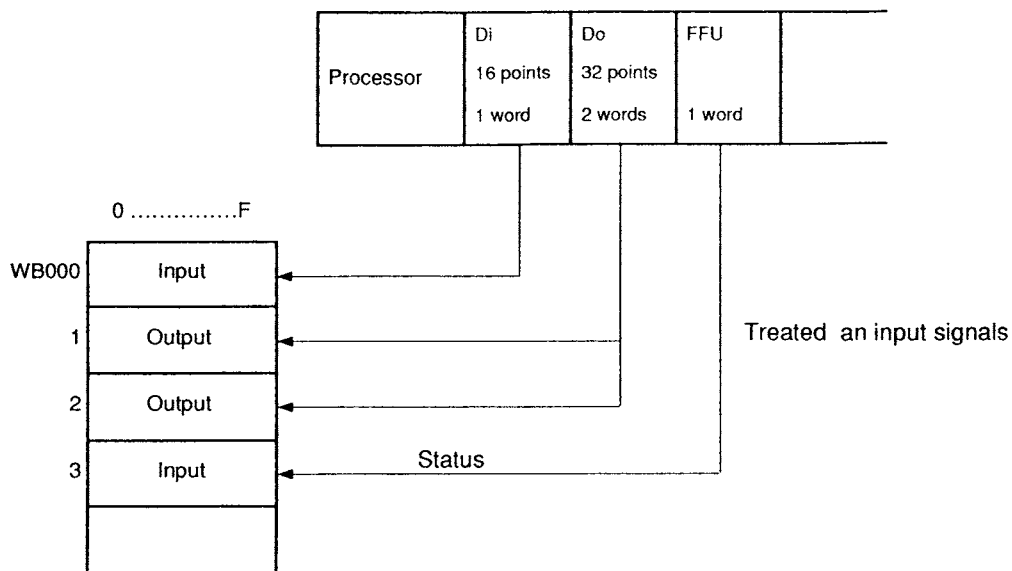 Processor
Di
16 points
1 word
Do
32 points
2 words
FFU
1 word
0 ...............F
WB000
Input
1
Output
2
Output
3
Input
Status
Treated an input signals